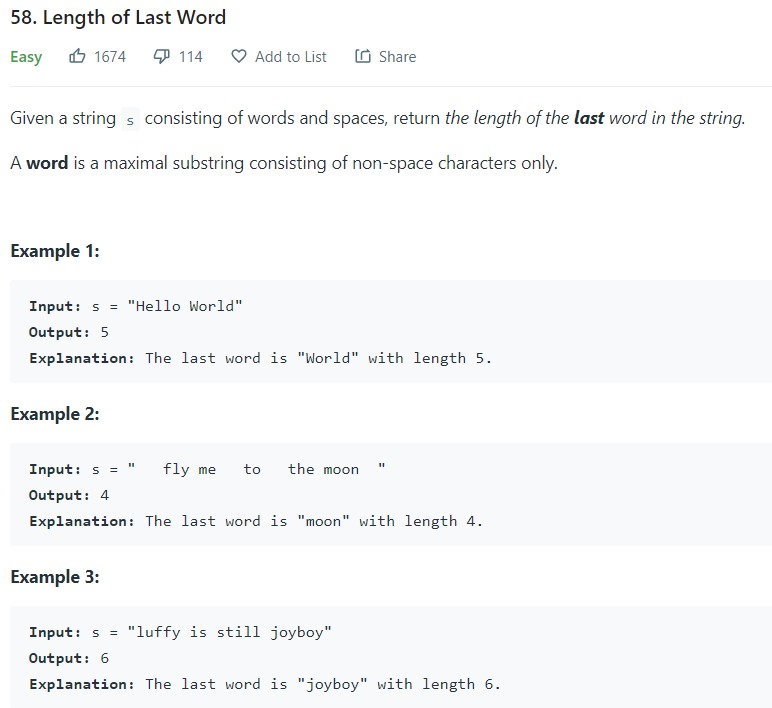 58. Length of Last Word
Easy 1674 114 Add to List Share
Given a string s consisting of words and spaces, return the length of the last word in the string.
A word is a maximal substring consisting of non-space characters only.
Example 1:
Input: s = "Hello World"
Output: 5
Explanation: The last word is "World" with length 5.
Example 2:
Input: s = "   fly me   to   the moon  "
Output: 4
Explanation: The last word is "moon" with length 4.
Example 3:
Input: s = "luffy is still joyboy"
Output: 6
Explanation: The last word is "joyboy" with length 6.